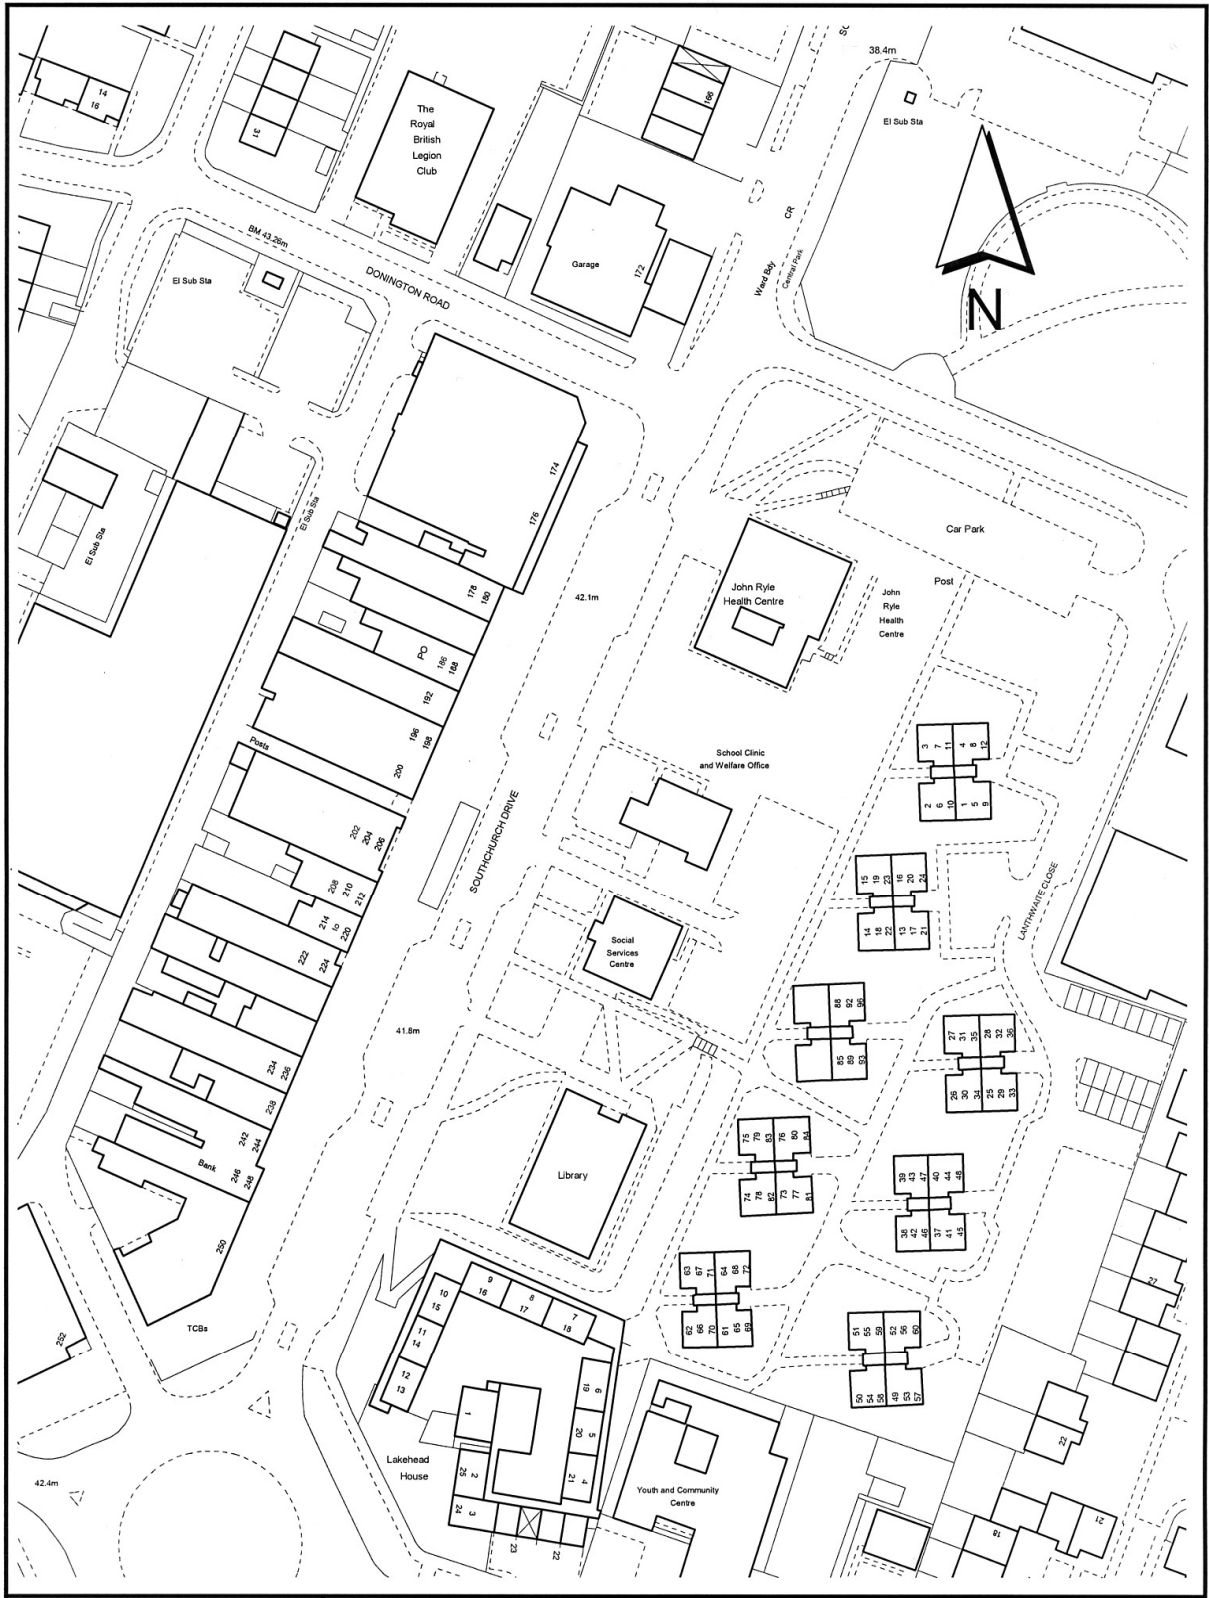 38.4m
14
16
31
The
Royal
British
Legion
Club
166
El Sub Sta
CR
BM 43.26m
El Sub Sta
DONINGTON ROAD
Garage
172
Ward Bdy
Central Park
N
174
176
El Sub Sta
El Sub Sta
Car Park
Post
John Ryle
Health Centre
John
Ryle
Health
Centre
42.1m
178
180
PO
186
188
192
196
198
200
Posts
School Clinic
and Welfare Office
3 7 11 4 8 12
2 6 10 1 5 9
SOUTHCHURCH DRIVE
202
204
206
208
210
212
214
to
220
222
224
15 19 23 16 20 24
14 18 22 13 17 21
LANTHWAITE CLOSE
Social
Services
Centre
88 92 96
85 89 93
27 31 35 28 32 36
26 30 34 25 29 33
41.8m
234
236
238
242
244
246
248
Bank
250
Library
75 79 83 76 80 84
74 78 82 73 77 81
39 43 47 40 44 48
38 42 46 37 41 45
63 67 71 64 68 72
62 66 70 61 65 69
51 55 59 52 56 60
50 54 58 49 53 57
27
TCBs
252
9
16
8
17
7
18
10
15
11
14
12
13
6
19
5
20
4
21
1
2
25
3
24
23
22
Lakehead
House
Youth and Community
Centre
22
18
21
42.4m